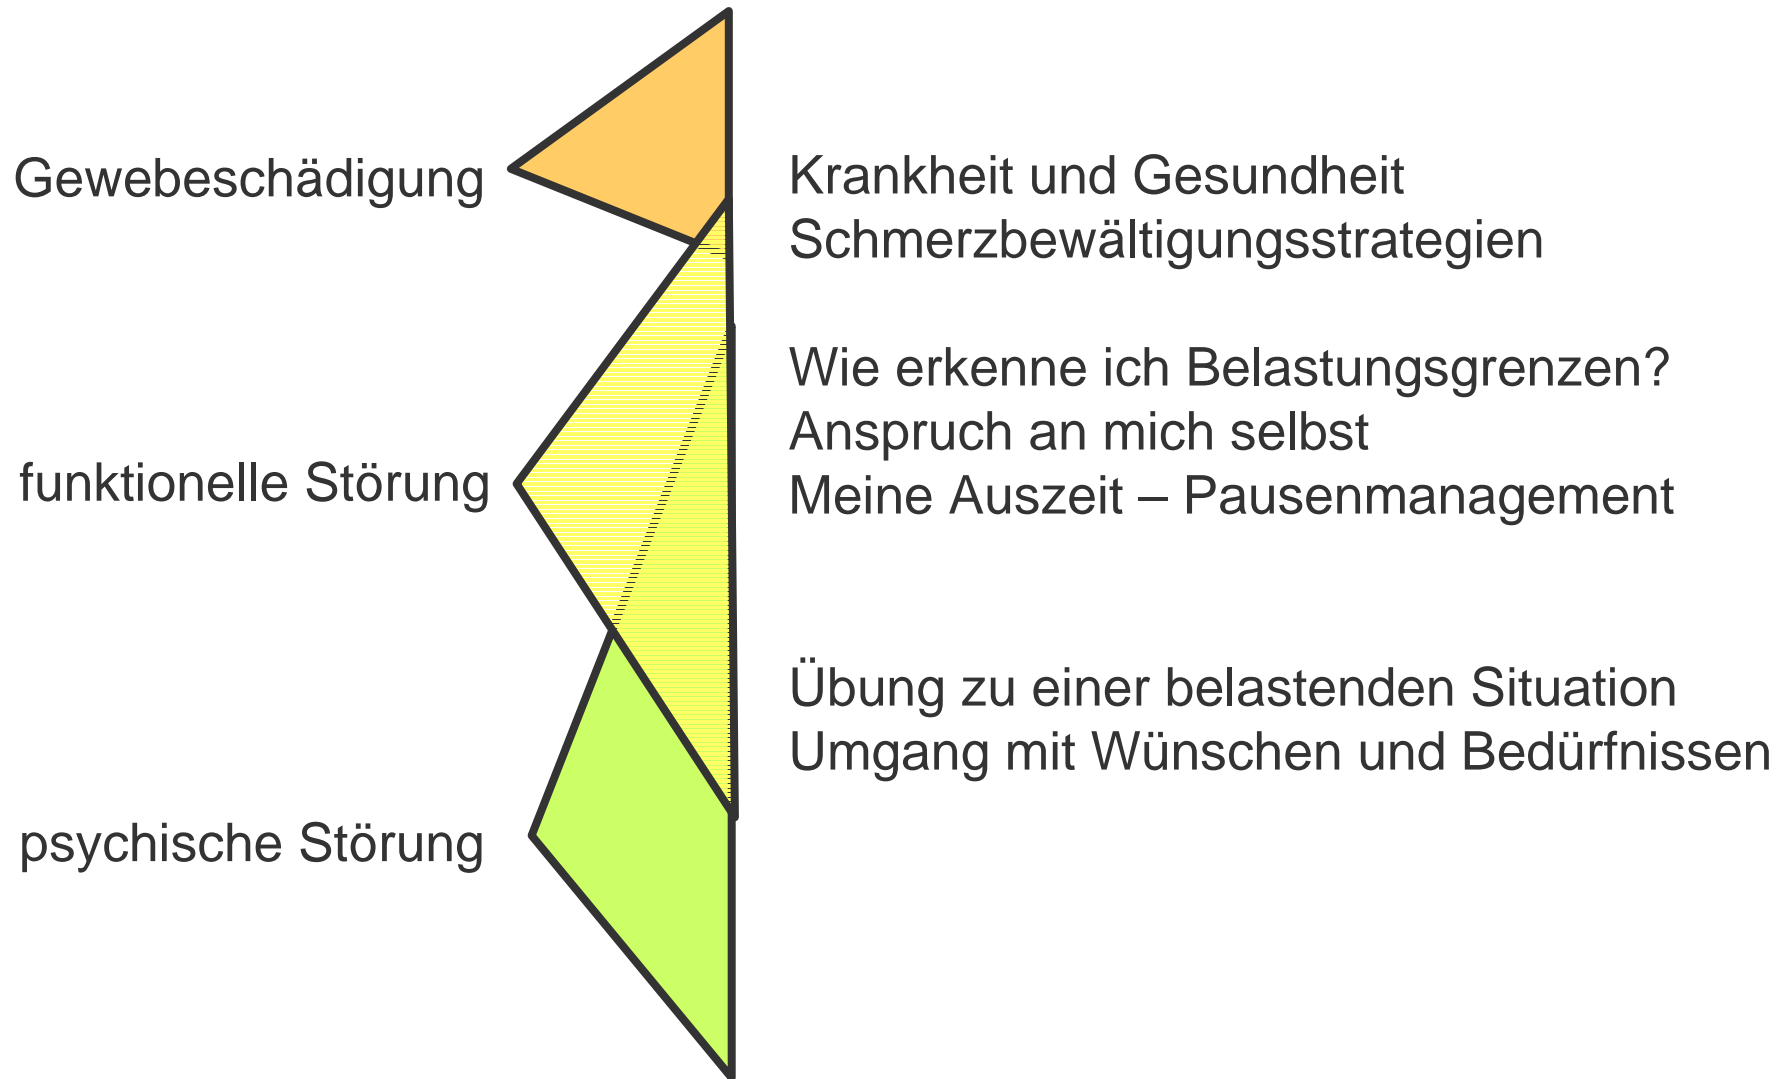 Gewebeschädigung
Krankheit und Gesundheit
Schmerzbewältigungsstrategien
funktionelle Störung
Wie erkenne ich Belastungsgrenzen?
Anspruch an mich selbst
Meine Auszeit – Pausenmanagement
psychische Störung
Übung zu einer belastenden Situation
Umgang mit Wünschen und Bedürfnissen